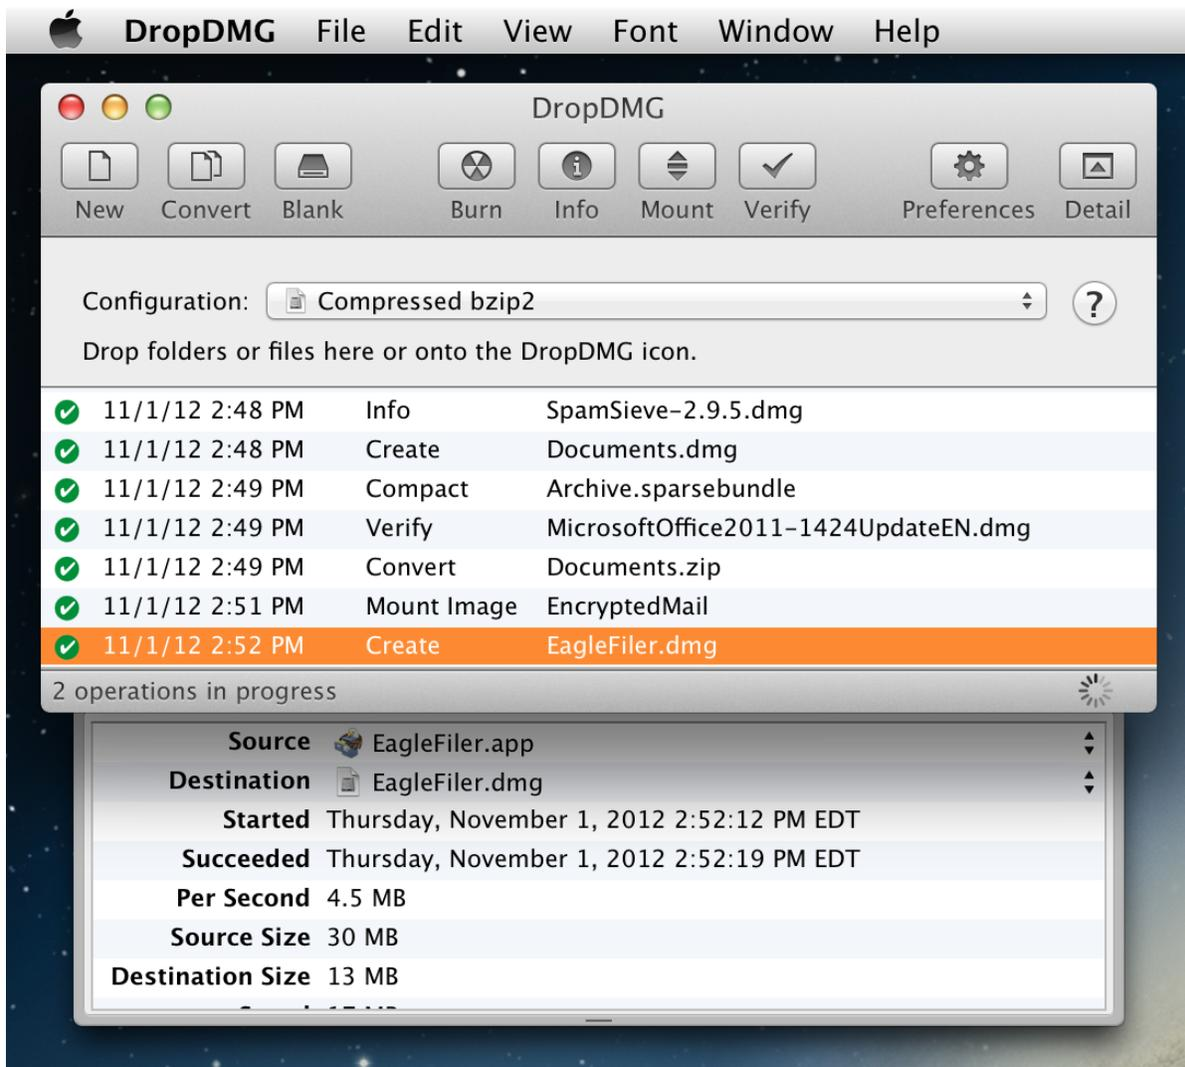 DropDMG File Edit View Font Window Help
DropDMG
New Convert Blank Burn Info Mount Verify Preferences Detail
Configuration: Compressed bzip2 ?
Drop folders or files here or onto the DropDMG icon.
11/1/12 2:48 PM Info SpamSieve-2.9.5.dmg
11/1/12 2:48 PM Create Documents.dmg
11/1/12 2:49 PM Compact Archive.sparsebundle
11/1/12 2:49 PM Verify MicrosoftOffice2011-1424UpdateEN.dmg
11/1/12 2:49 PM Convert Documents.zip
11/1/12 2:51 PM Mount Image EncryptedMail
11/1/12 2:52 PM Create EagleFiler.dmg
2 operations in progress
Source EagleFiler.app
Destination EagleFiler.dmg
Started Thursday, November 1, 2012 2:52:12 PM EDT
Succeeded Thursday, November 1, 2012 2:52:19 PM EDT
Per Second 4.5 MB
Source Size 30 MB
Destination Size 13 MB